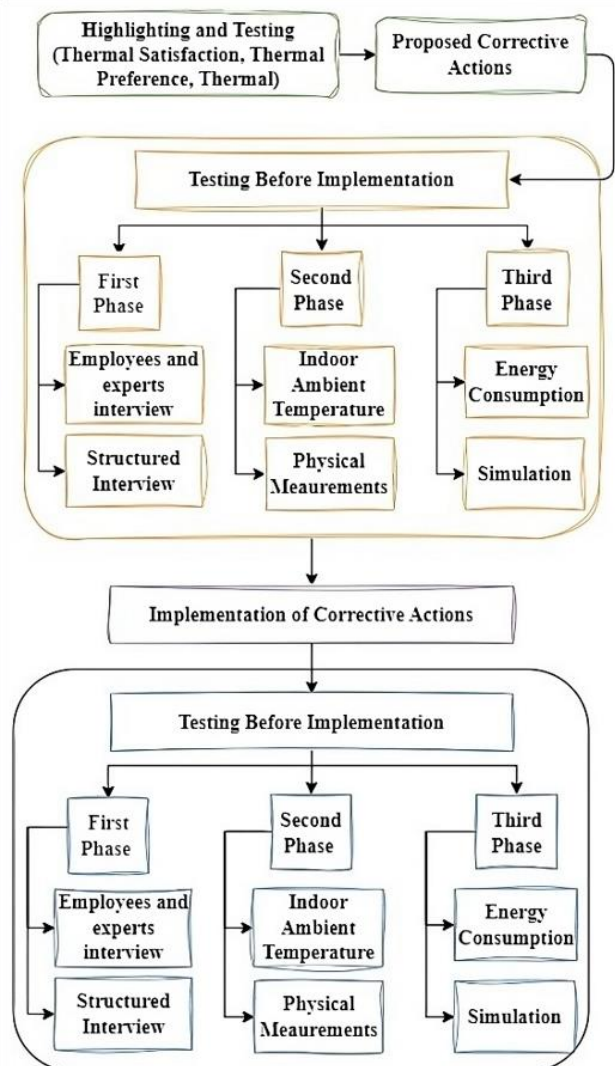 Highlighting and Testing
(Thermal Satisfaction, Thermal
Preference, Thermal)
Proposed Corrective
Actions
Testing Before Implementation
First
Phase
Second
Phase
Third
Phase
Employees and
experts
interview
Indoor
Ambient
Temperature
Energy
Consumption
Structured
Interview
Physical
Meaurements
Simulation
Implementation of Corrective Actions
Testing Before Implementation
First
Phase
Second
Phase
Third
Phase
Employees and
experts
interview
Indoor
Ambient
Temperature
Energy
Consumption
Structured
Interview
Physical
Meaurements
Simulation